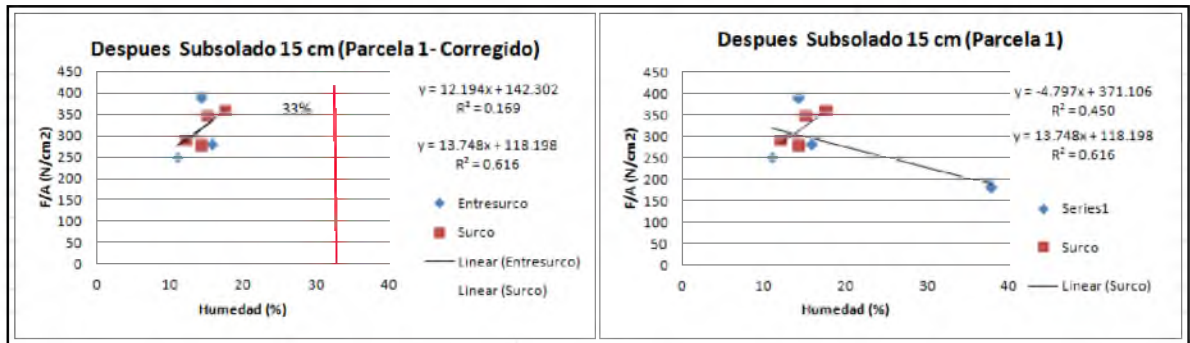 Despues Subsolado 15 cm (Parcela 1- Corregido)
F/A (N/cm2)
450
400
350
300
250
200
150
100
50
0
33%
0 10 20 30 40
Humedad (%)
y = 12.194x + 142.302
R² = 0.169
y = 13.748x + 118.198
R² = 0.616
Entresurco
Surco
Linear (Entresurco)
Linear (Surco)
Despues Subsolado 15 cm (Parcela 1)
F/A (N/cm2)
450
400
350
300
250
200
150
100
50
0
0 10 20 30 40
Humedad (%)
y = -4.797x + 371.106
R² = 0.450
y = 13.748x + 118.198
R² = 0.616
Series1
Surco
Linear (Surco)